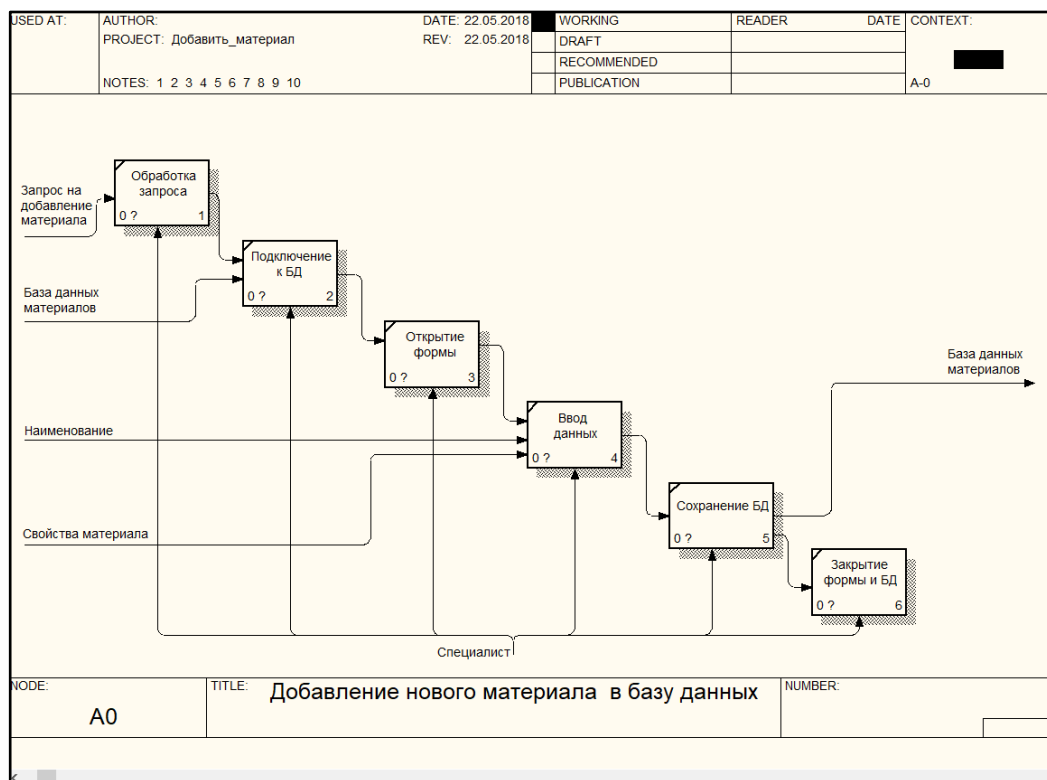 USED AT:
AUTHOR:
DATE: 22.05.2018
WORKING
READER
DATE
CONTEXT:
PROJECT: Добавить_материал
REV: 22.05.2018
DRAFT
RECOMMENDED
NOTES: 1 2 3 4 5 6 7 8 9 10
PUBLICATION
A-0
Обработка
запроса
0 ?
1
Запрос на
добавление
материала
Подключение
к БД
0 ?
2
База данных
материалов
Открытие
формы
0 ?
3
База данных
материалов
Ввод
данных
0 ?
4
Наименование
Сохранение БД
0 ?
5
Свойства материала
Закрытие
формы и БД
0 ?
6
Специалист
NODE:
A0
TITLE:
Добавление нового материала в базу данных
NUMBER: